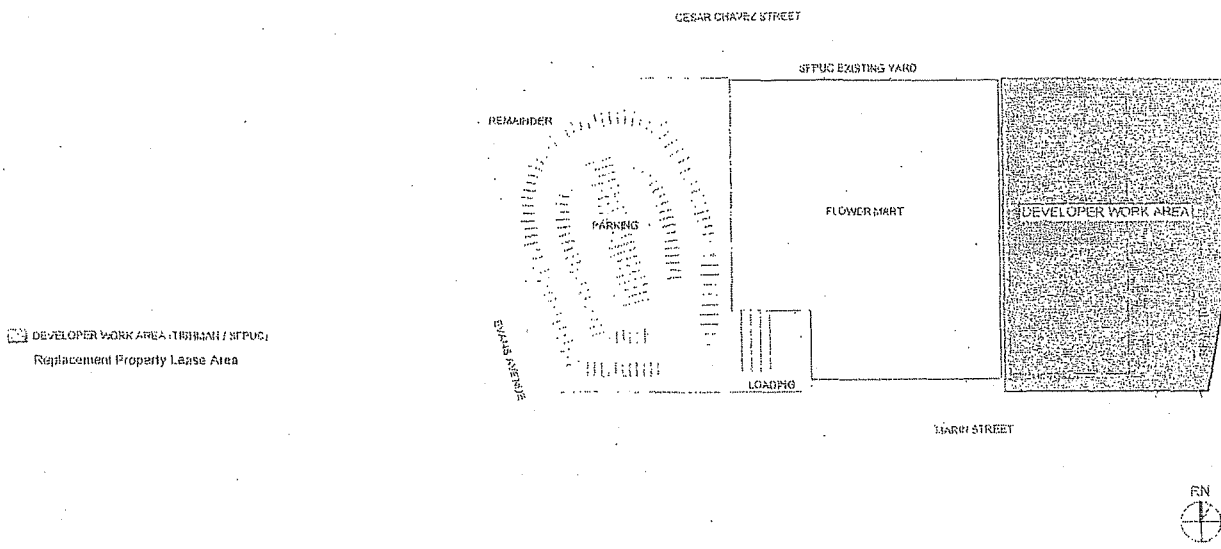 CESAR CHAVEZ STREET
SFPUC EXISTING YARD
REMAINDER
FLOWER MART
DEVELOPER WORK AREA
PARKING
DEVELOPER WORK AREA (TISHMAN / SFPUC)
Replacement Property Lease Area
EVANS AVENUE
LOADING
MARIN STREET
RN